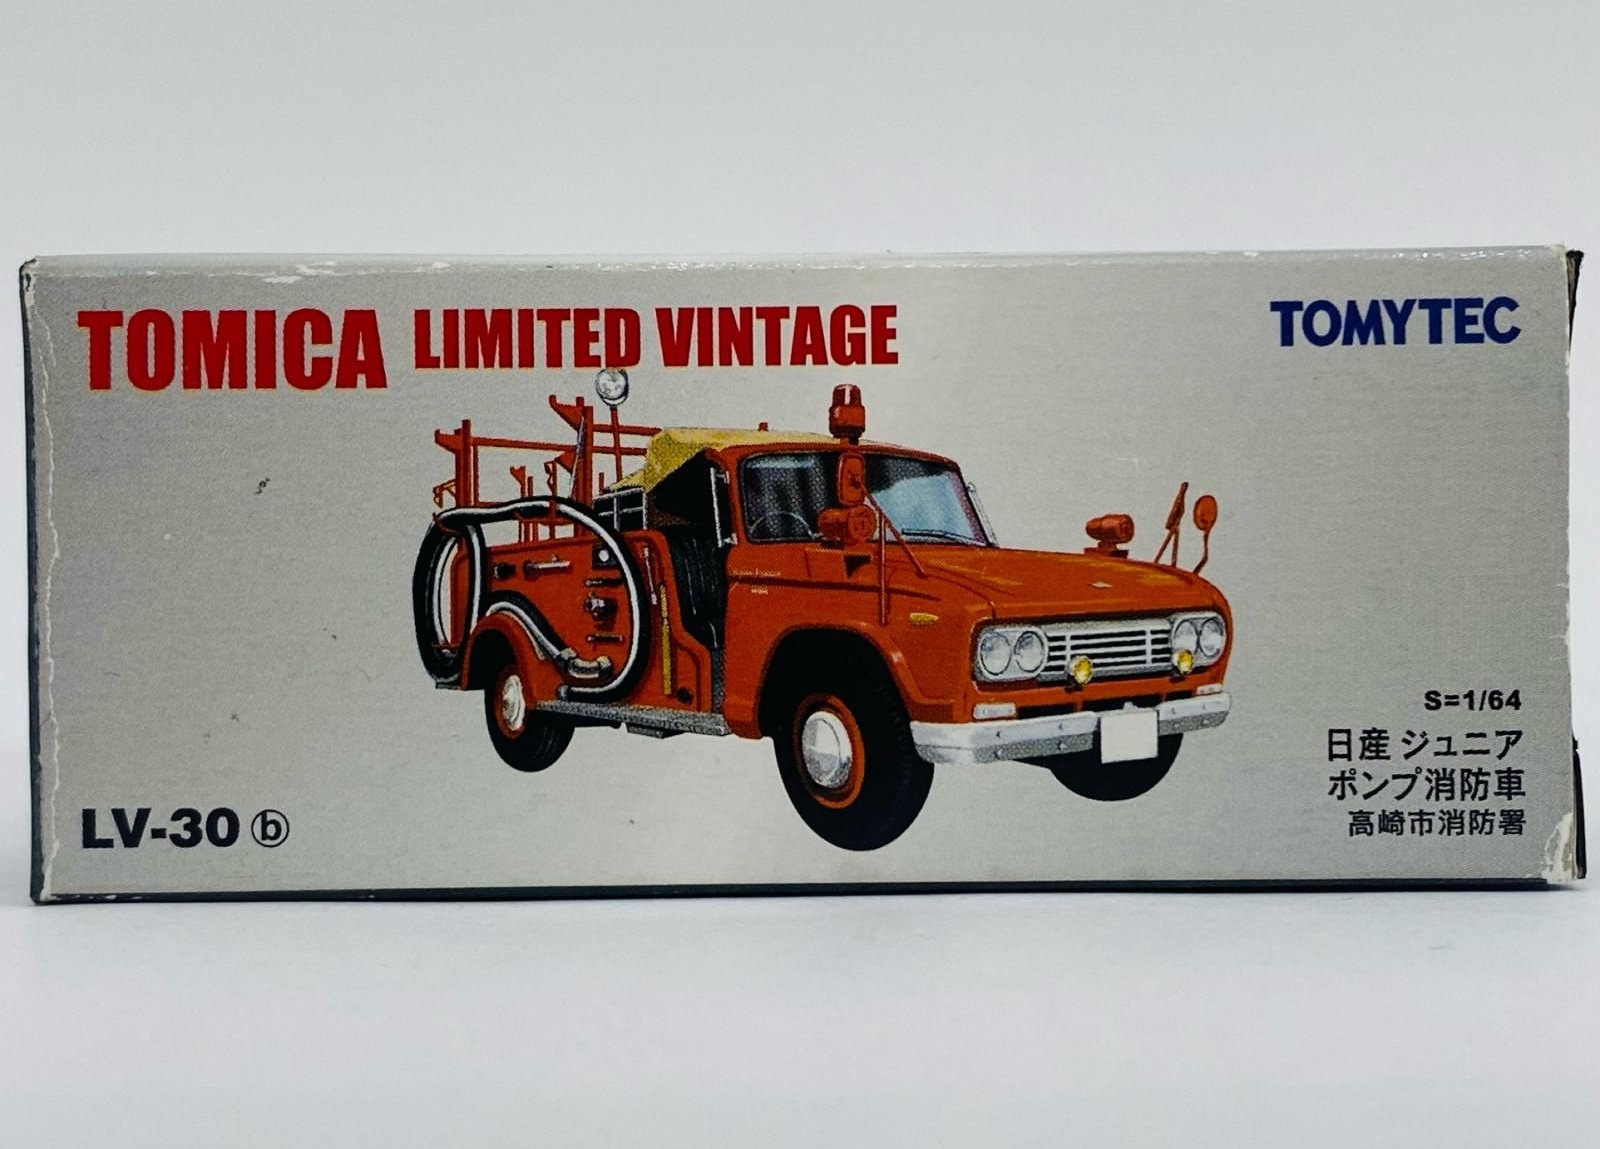 TOMICA LIMITED VINTAGE
TOMYTEC
S=1/64
日産 ジュニア
ポンプ消防車
高崎市消防署
LV-30 ⓑ